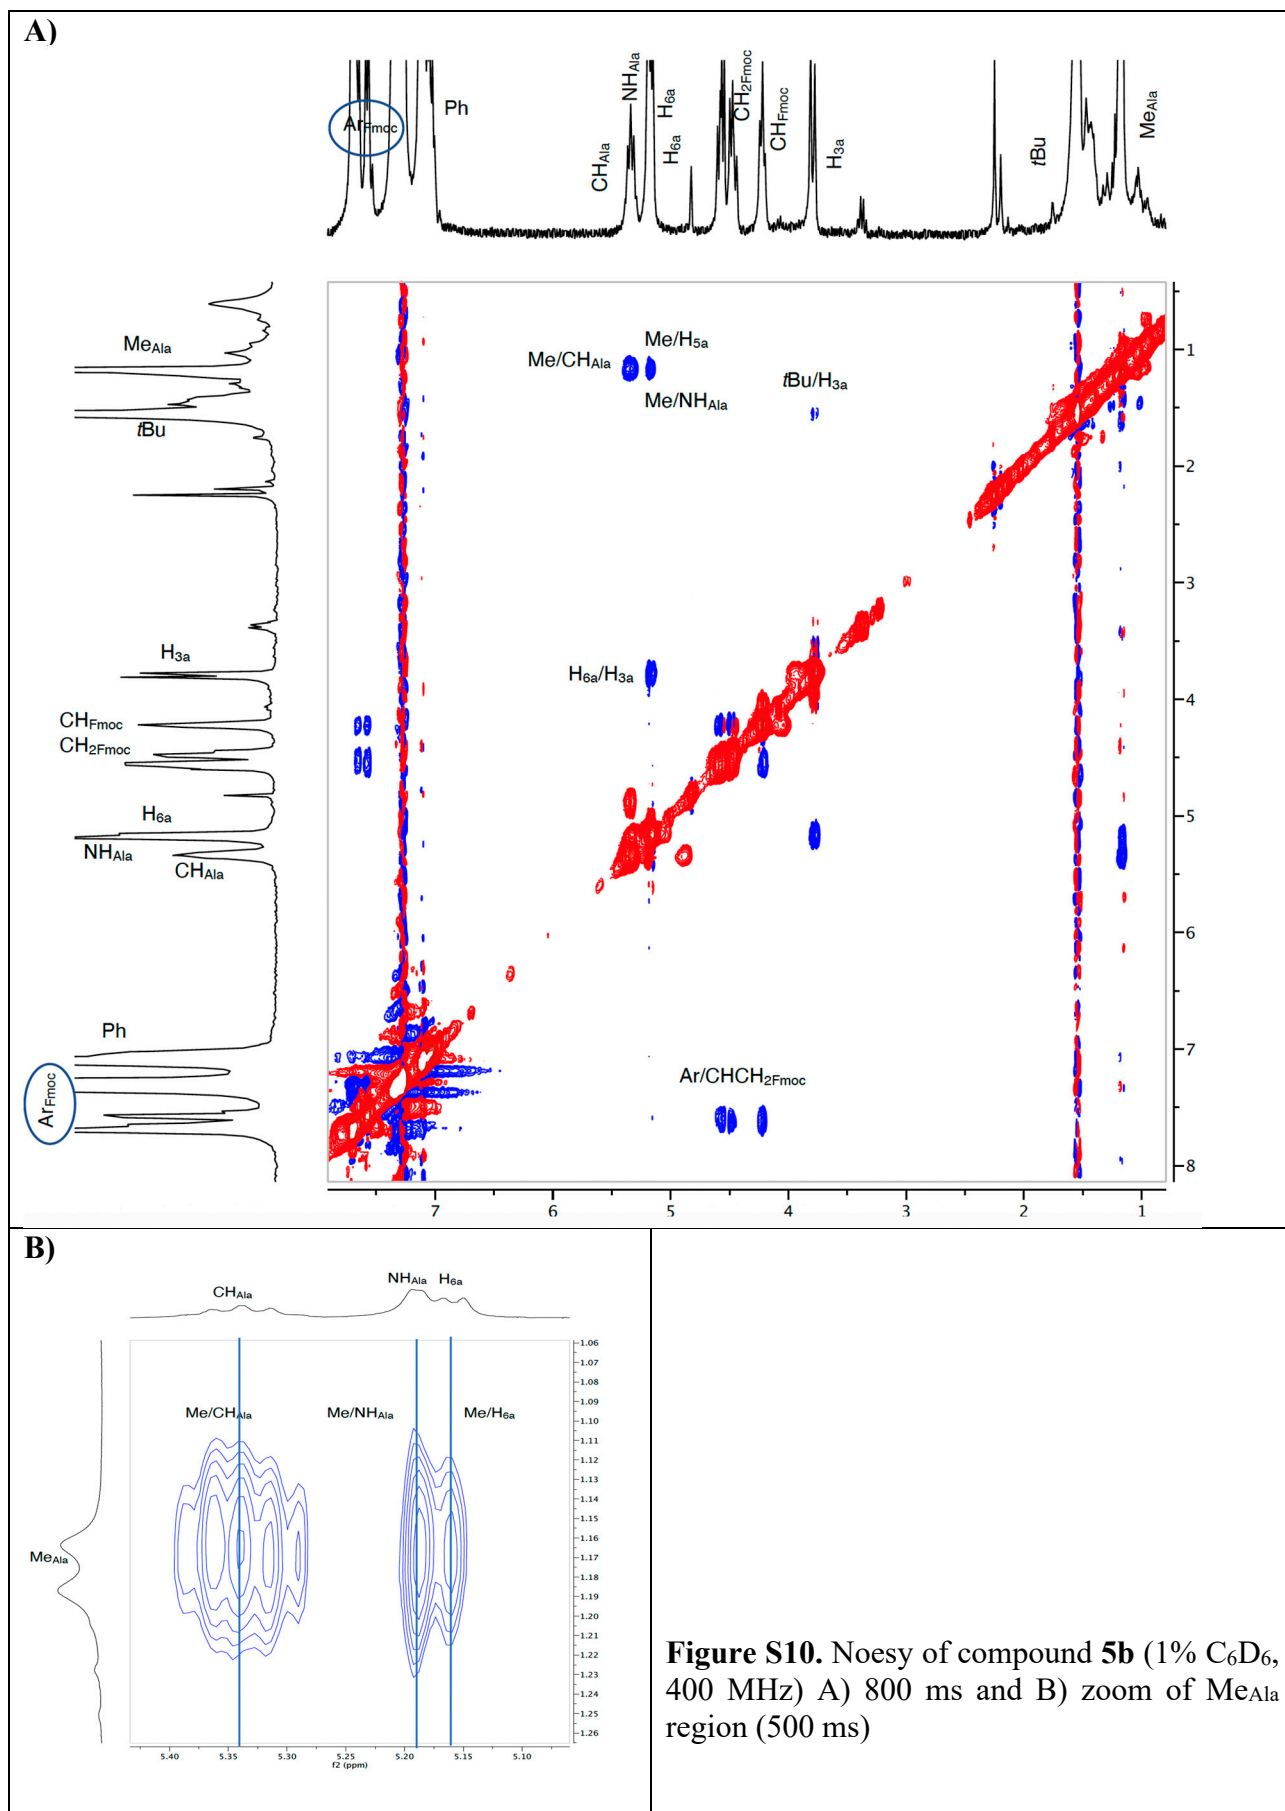 A)
Ar_Fmoc
Ph
CH_Ala
NH_Ala
H_6a
H_6a
CH_2Fmoc
CH_Fmoc
H_3a
tBu
Me_Ala
Me_Ala
tBu
H_3a
CH_Fmoc
CH_2Fmoc
H_6a
NH_Ala
CH_Ala
Ph
Ar_Fmoc
Me/CH_Ala
Me/H_5a
Me/NH_Ala
tBu/H_3a
H_6a/H_3a
Ar/CHCH_2Fmoc
1
2
3
4
5
6
7
8
7 6 5 4 3 2 1
B)
CH_Ala
NH_Ala H_6a
Me_Ala
Me/CH_Ala Me/NH_Ala Me/H_6a
1.06
1.07
1.08
1.09
1.10
1.11
1.12
1.13
1.14
1.15
1.16
1.17
1.18
1.19
1.20
1.21
1.22
1.23
1.24
1.25
1.26
5.40 5.35 5.30 5.25 5.20 5.15 5.10
f2 (ppm)
Figure S10. Noesy of compound 5b (1% C₆D₆,
400 MHz) A) 800 ms and B) zoom of Me_Ala
region (500 ms)